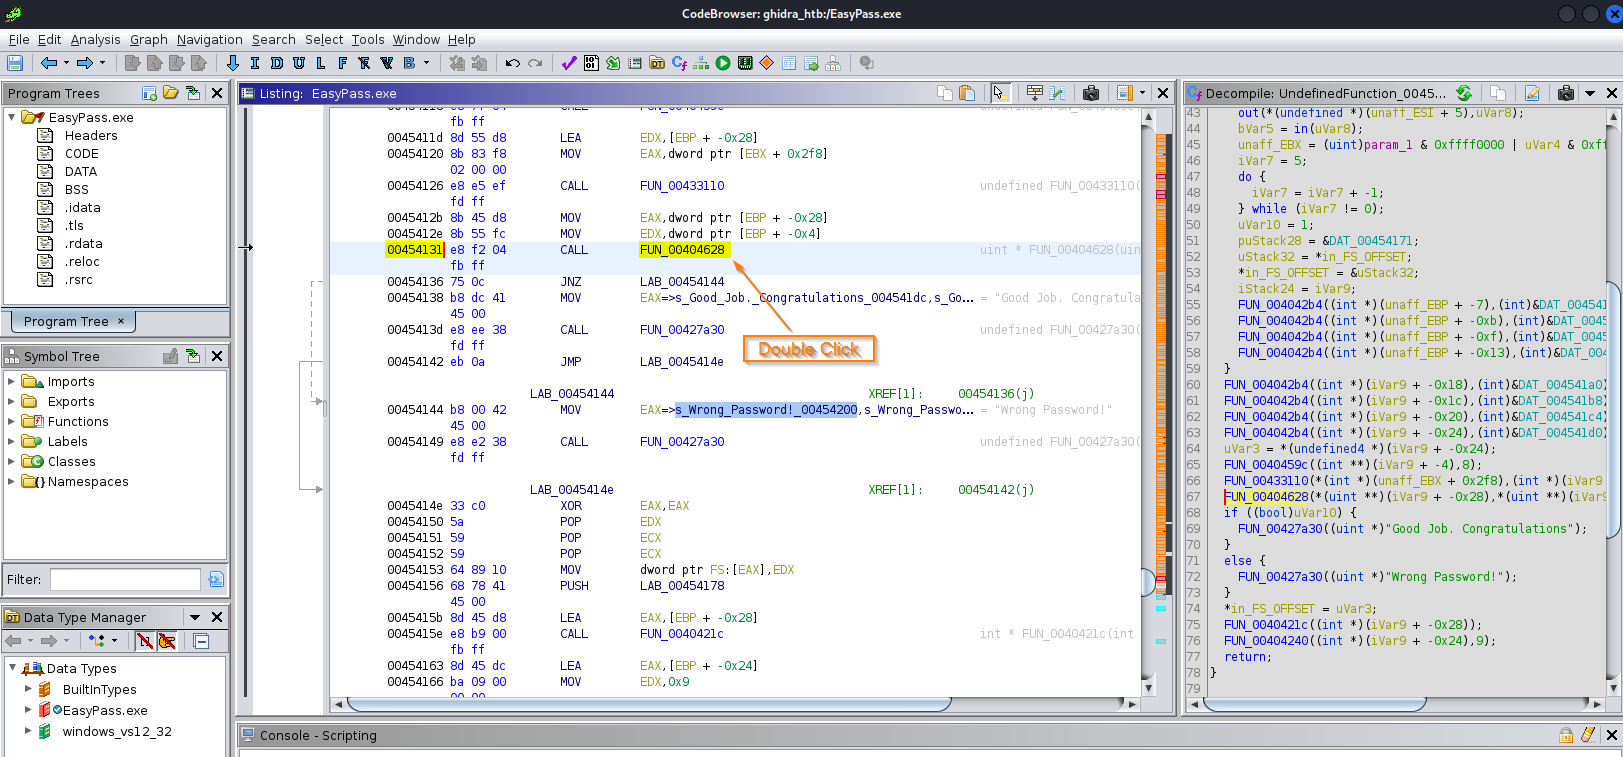 CodeBrowser: ghidra_htb:/EasyPass.exe
File Edit Analysis Graph Navigation Search Select Tools Window Help
I D U L F B
Program Trees
EasyPass.exe
Headers
CODE
DATA
BSS
.idata
.tls
.rdata
.reloc
.rsrc
Program Tree ×
Symbol Tree
Imports
Exports
Functions
Labels
Classes
Namespaces
Filter:
Data Type Manager
Data Types
BuiltInTypes
EasyPass.exe
windows_vs12_32
Listing: EasyPass.exe
fb ff
0045411d 8d 55 d8 LEA EDX,[EBP + -0x28]
00454120 8b 83 f8 MOV EAX,dword ptr [EBX + 0x2f8]
02 00 00
00454126 e8 e5 ef CALL FUN_00433110 undefined FUN_00433110(
fd ff
0045412b 8b 45 d8 MOV EAX,dword ptr [EBP + -0x28]
0045412e 8b 55 fc MOV EDX,dword ptr [EBP + -0x4]
00454131 e8 f2 04 CALL FUN_00404628 uint * FUN_00404628(uin
fb ff
00454136 75 0c JNZ LAB_00454144
00454138 b8 dc 41 MOV EAX=>s_Good_Job._Congratulations_004541dc,s_Go... = "Good Job. Congratula
45 00
0045413d e8 ee 38 CALL FUN_00427a30 undefined FUN_00427a30(
fd ff
00454142 eb 0a JMP LAB_0045414e
Double Click
LAB_00454144 XREF[1]: 00454136(j)
00454144 b8 00 42 MOV EAX=>s_Wrong_Password!_00454200,s_Wrong_Passwo... = "Wrong Password!"
45 00
00454149 e8 e2 38 CALL FUN_00427a30 undefined FUN_00427a30(
fd ff
LAB_0045414e XREF[1]: 00454142(j)
0045414e 33 c0 XOR EAX,EAX
00454150 5a POP EDX
00454151 59 POP ECX
00454152 59 POP ECX
00454153 64 89 10 MOV dword ptr FS:[EAX],EDX
00454156 68 78 41 PUSH LAB_00454178
45 00
0045415b 8d 45 d8 LEA EAX,[EBP + -0x28]
0045415e e8 b9 00 CALL FUN_0040421c int * FUN_0040421c(int
fb ff
00454163 8d 45 dc LEA EAX,[EBP + -0x24]
00454166 ba 09 00 MOV EDX,0x9
Decompile: UndefinedFunction_0045...
43 out(*(undefined *)(unaff_ESI + 5),uVar8);
44 bVar5 = in(uVar8);
45 unaff_EBX = (uint)param_1 & 0xffff0000 | uVar4 & 0xff
46 iVar7 = 5;
47 do {
48 iVar7 = iVar7 + -1;
49 } while (iVar7 != 0);
50 uVar10 = 1;
51 puStack28 = &DAT_00454171;
52 uStack32 = *in_FS_OFFSET;
53 *in_FS_OFFSET = &uStack32;
54 iStack24 = iVar9;
55 FUN_004042b4((int *)(unaff_EBP + -7),(int)&DAT_004541
56 FUN_004042b4((int *)(unaff_EBP + -0xb),(int)&DAT_0045
57 FUN_004042b4((int *)(unaff_EBP + -0xf),(int)&DAT_0045
58 FUN_004042b4((int *)(unaff_EBP + -0x13),(int)&DAT_004
59 }
60 FUN_004042b4((int *)(iVar9 + -0x18),(int)&DAT_004541a0)
61 FUN_004042b4((int *)(iVar9 + -0x1c),(int)&DAT_004541b8)
62 FUN_004042b4((int *)(iVar9 + -0x20),(int)&DAT_004541c4)
63 FUN_004042b4((int *)(iVar9 + -0x24),(int)&DAT_004541d0)
64 uVar3 = *(undefined4 *)(iVar9 + -0x24);
65 FUN_0040459c((int **)(iVar9 + -4),8);
66 FUN_00433110(*(int *)(unaff_EBX + 0x2f8),(int *)(iVar9
67 FUN_00404628(*(uint **)(iVar9 + -0x28),*(uint **)(iVar9
68 if ((bool)uVar10) {
69 FUN_00427a30((uint *)"Good Job. Congratulations");
70 }
71 else {
72 FUN_00427a30((uint *)"Wrong Password!");
73 }
74 *in_FS_OFFSET = uVar3;
75 FUN_0040421c((int *)(iVar9 + -0x28));
76 FUN_00404240((int *)(iVar9 + -0x24),9);
77 return;
78 }
79
Console - Scripting